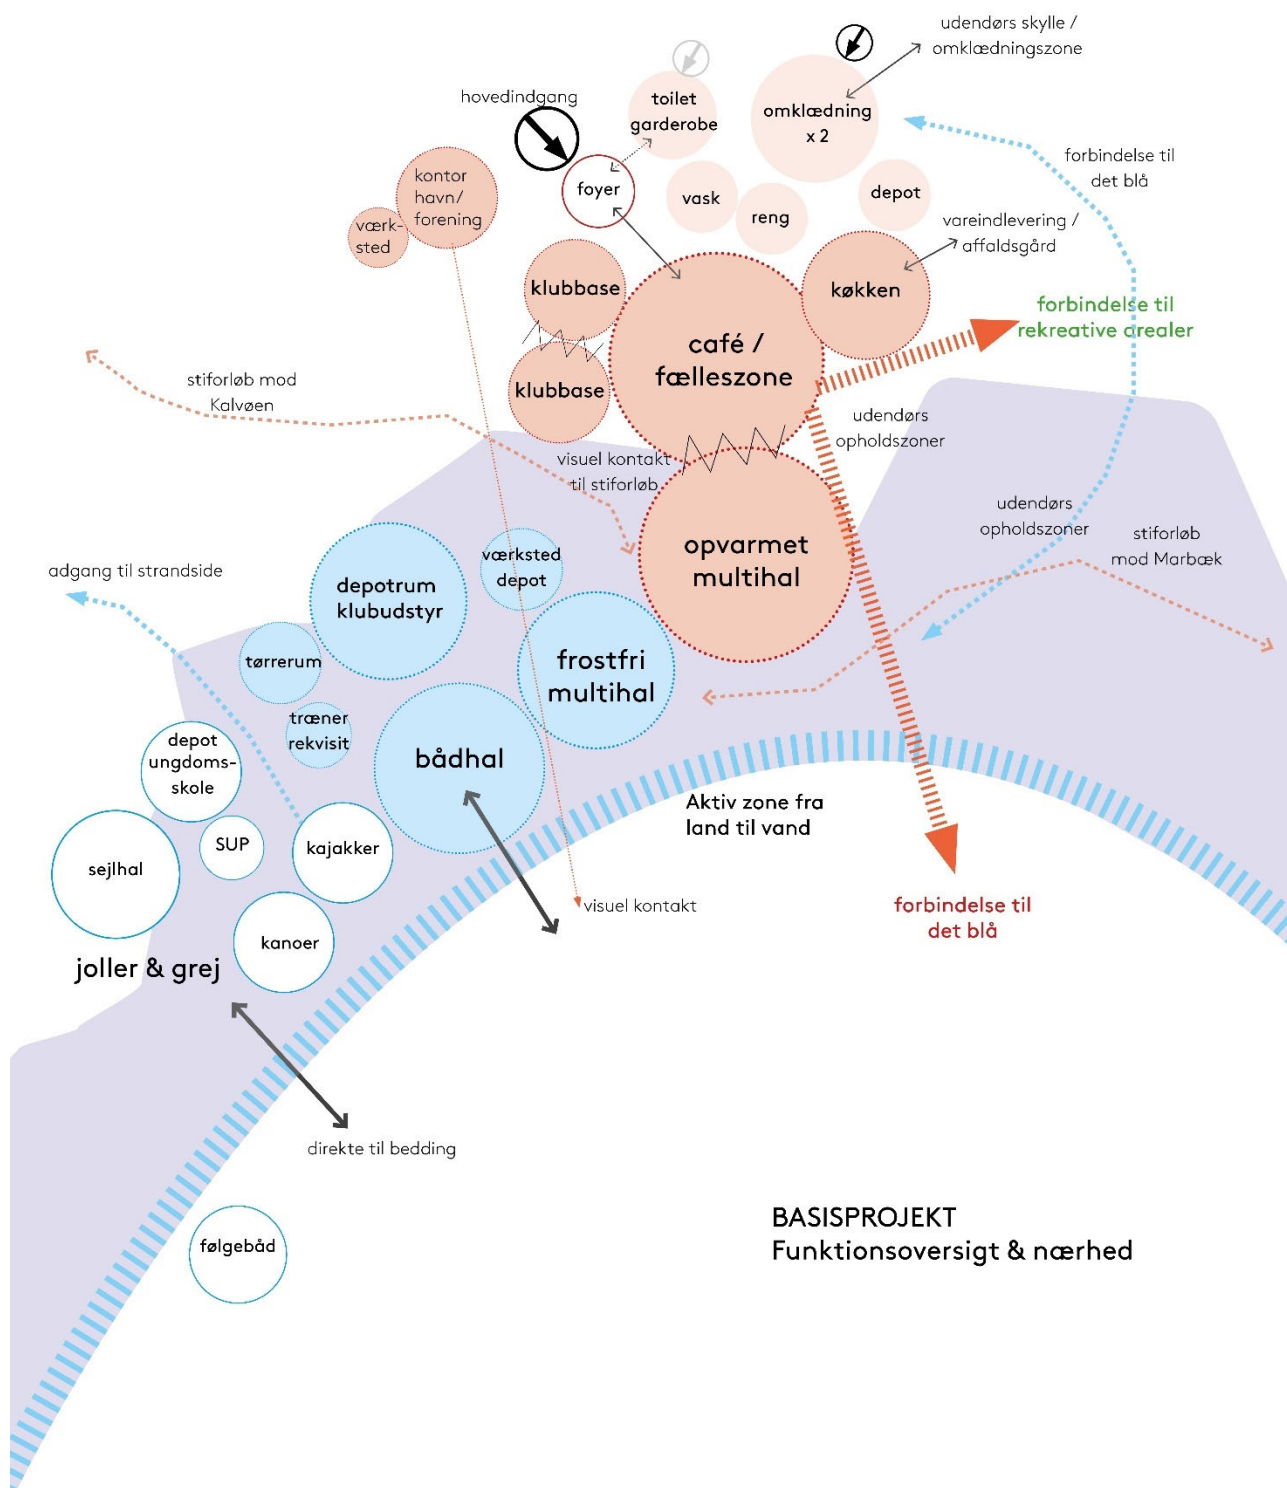 udendørs skylle /
omklædningszone
hovedindgang
toilet
garderobe
omklædning
x 2
forbindelse til
det blå
kontor
havn/
forening
foyer
vask
reng
depot
værk-
sted
vareindlevering /
affaldsgård
klubbase
køkken
forbindelse til
rekreative arealer
café /
fælleszone
stiforløb mod
Kalvøen
klubbase
udendørs
opholdszoner
visuel kontakt
til stiforløb
udendørs
opholdszoner
stiforløb
mod Marbæk
opvarmet
multihal
værksted
depot
adgang til strandside
depotrum
klubudstyr
tørrerum
frostfri
multihal
træner
rekvisit
depot
ungdoms-
skole
bådhal
Aktiv zone fra
land til vand
SUP
kajakker
sejlhal
visuel kontakt
forbindelse til
det blå
kanoer
joller & grej
direkte til bedding
BASISPROJEKT
Funktionsoversigt & nærhed
følgebåd